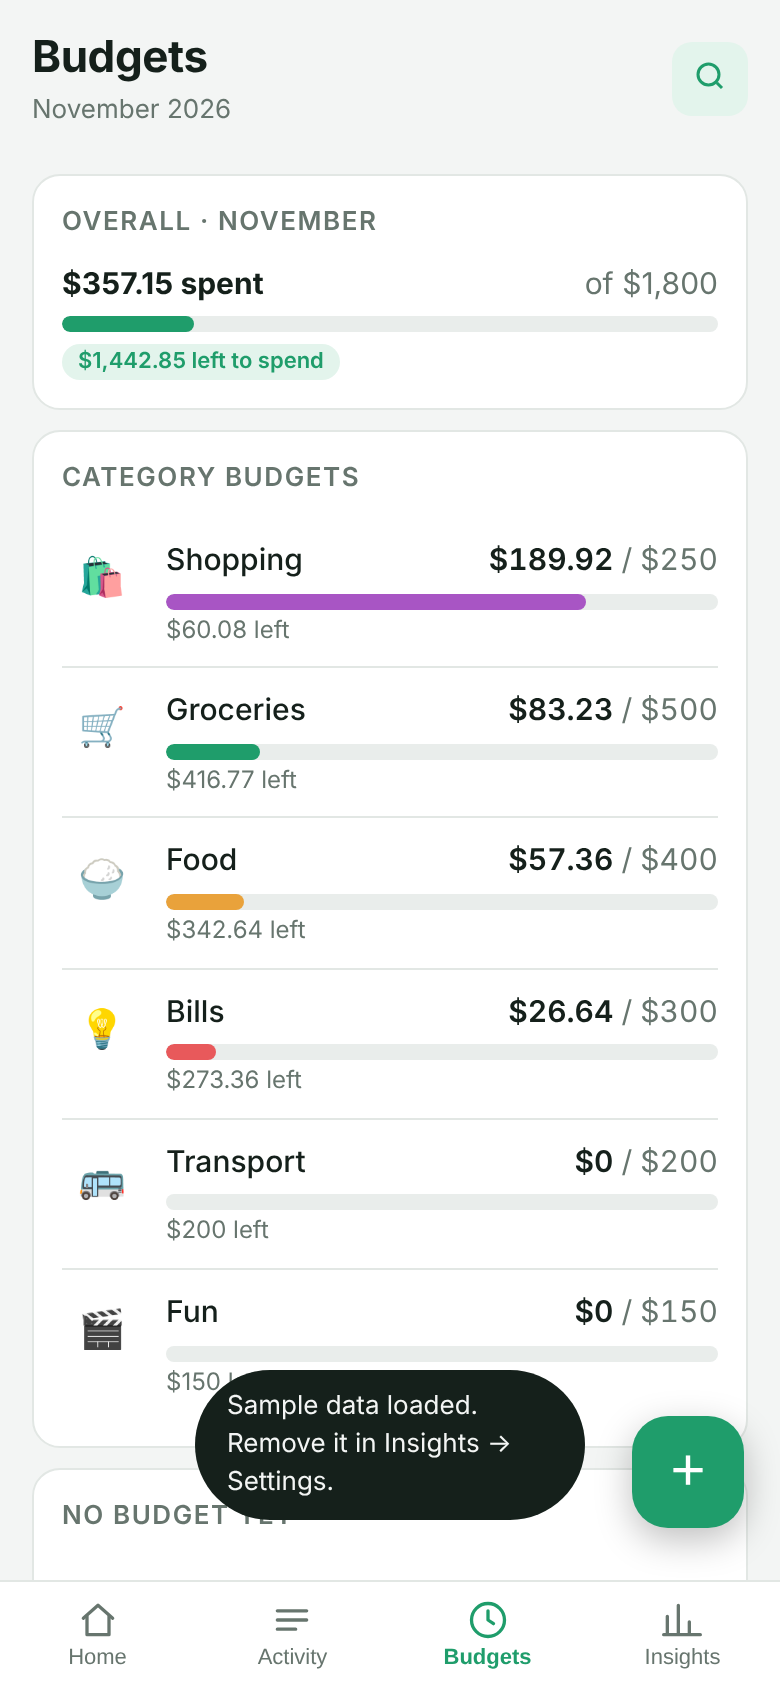 Budgets
November 2026
OVERALL · NOVEMBER
$357.15 spent
of $1,800
$1,442.85 left to spend
CATEGORY BUDGETS
Shopping
$189.92 / $250
$60.08 left
Groceries
$83.23 / $500
$416.77 left
Food
$57.36 / $400
$342.64 left
Bills
$26.64 / $300
$273.36 left
Transport
$0 / $200
$200 left
Fun
$0 / $150
$150
Sample data loaded.
Remove it in Insights →
Settings.
NO BUDGET
Home
Activity
Budgets
Insights